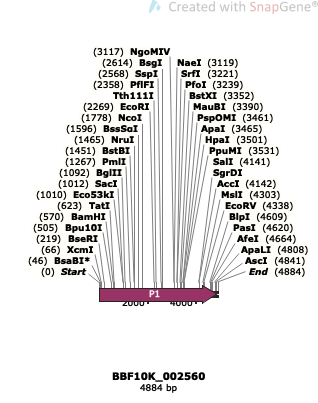 Created with SnapGene®
(3117) NgoMIV
(2614) BsgI NaeI (3119)
(2568) SspI SrfI (3221)
(2358) PflFI PfoI (3239)
Tth111I BstXI (3352)
(2269) EcoRI MauBI (3390)
(1778) NcoI PspOMI (3461)
(1596) BssSαI ApaI (3465)
(1465) NruI HpaI (3501)
(1451) BstBI PpuMI (3531)
(1267) PmlI SalI (4141)
(1092) BglII SgrDI
(1012) SacI AccI (4142)
(1010) Eco53kI MslI (4303)
(623) TatI EcoRV (4338)
(570) BamHI BlpI (4609)
(505) Bpu10I PasI (4620)
(219) BseRI AfeI (4664)
(66) XcmI ApaLI (4808)
(46) BsaBI* AscI (4841)
(0) Start End (4884)
P1
2000 4000
BBF10K_002560
4884 bp